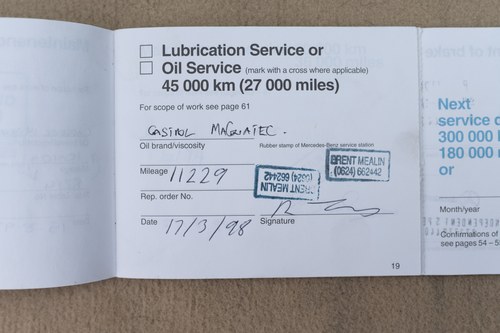 Lubrication Service or
Oil Service (mark with a cross where applicable)
45 000 km (27 000 miles)
For scope of work see page 61
CASTROL MAGNATEC.
Oil brand/viscosity
Rubber stamp of Mercedes-Benz service station
BRENT MEALIN
(0624) 662442
Mileage 11229
BRENT MEALIN
(0624) 662442
Rep. order No.
Date 17/3/98
Signature
19
Next
service
300 000
180 000
or
Month/year
Confirmations of
see pages 54 – 5